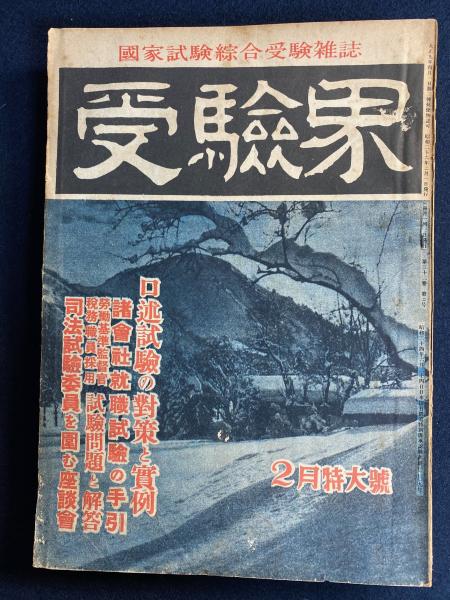 國家試験綜合受験雑誌
受驗界
口述試驗の對策と實例
諸會社就職試驗の手引
勞働基準監督官
税務職員採用
試驗問題と解答
司法試驗委員を圍む座談會
2月特大號